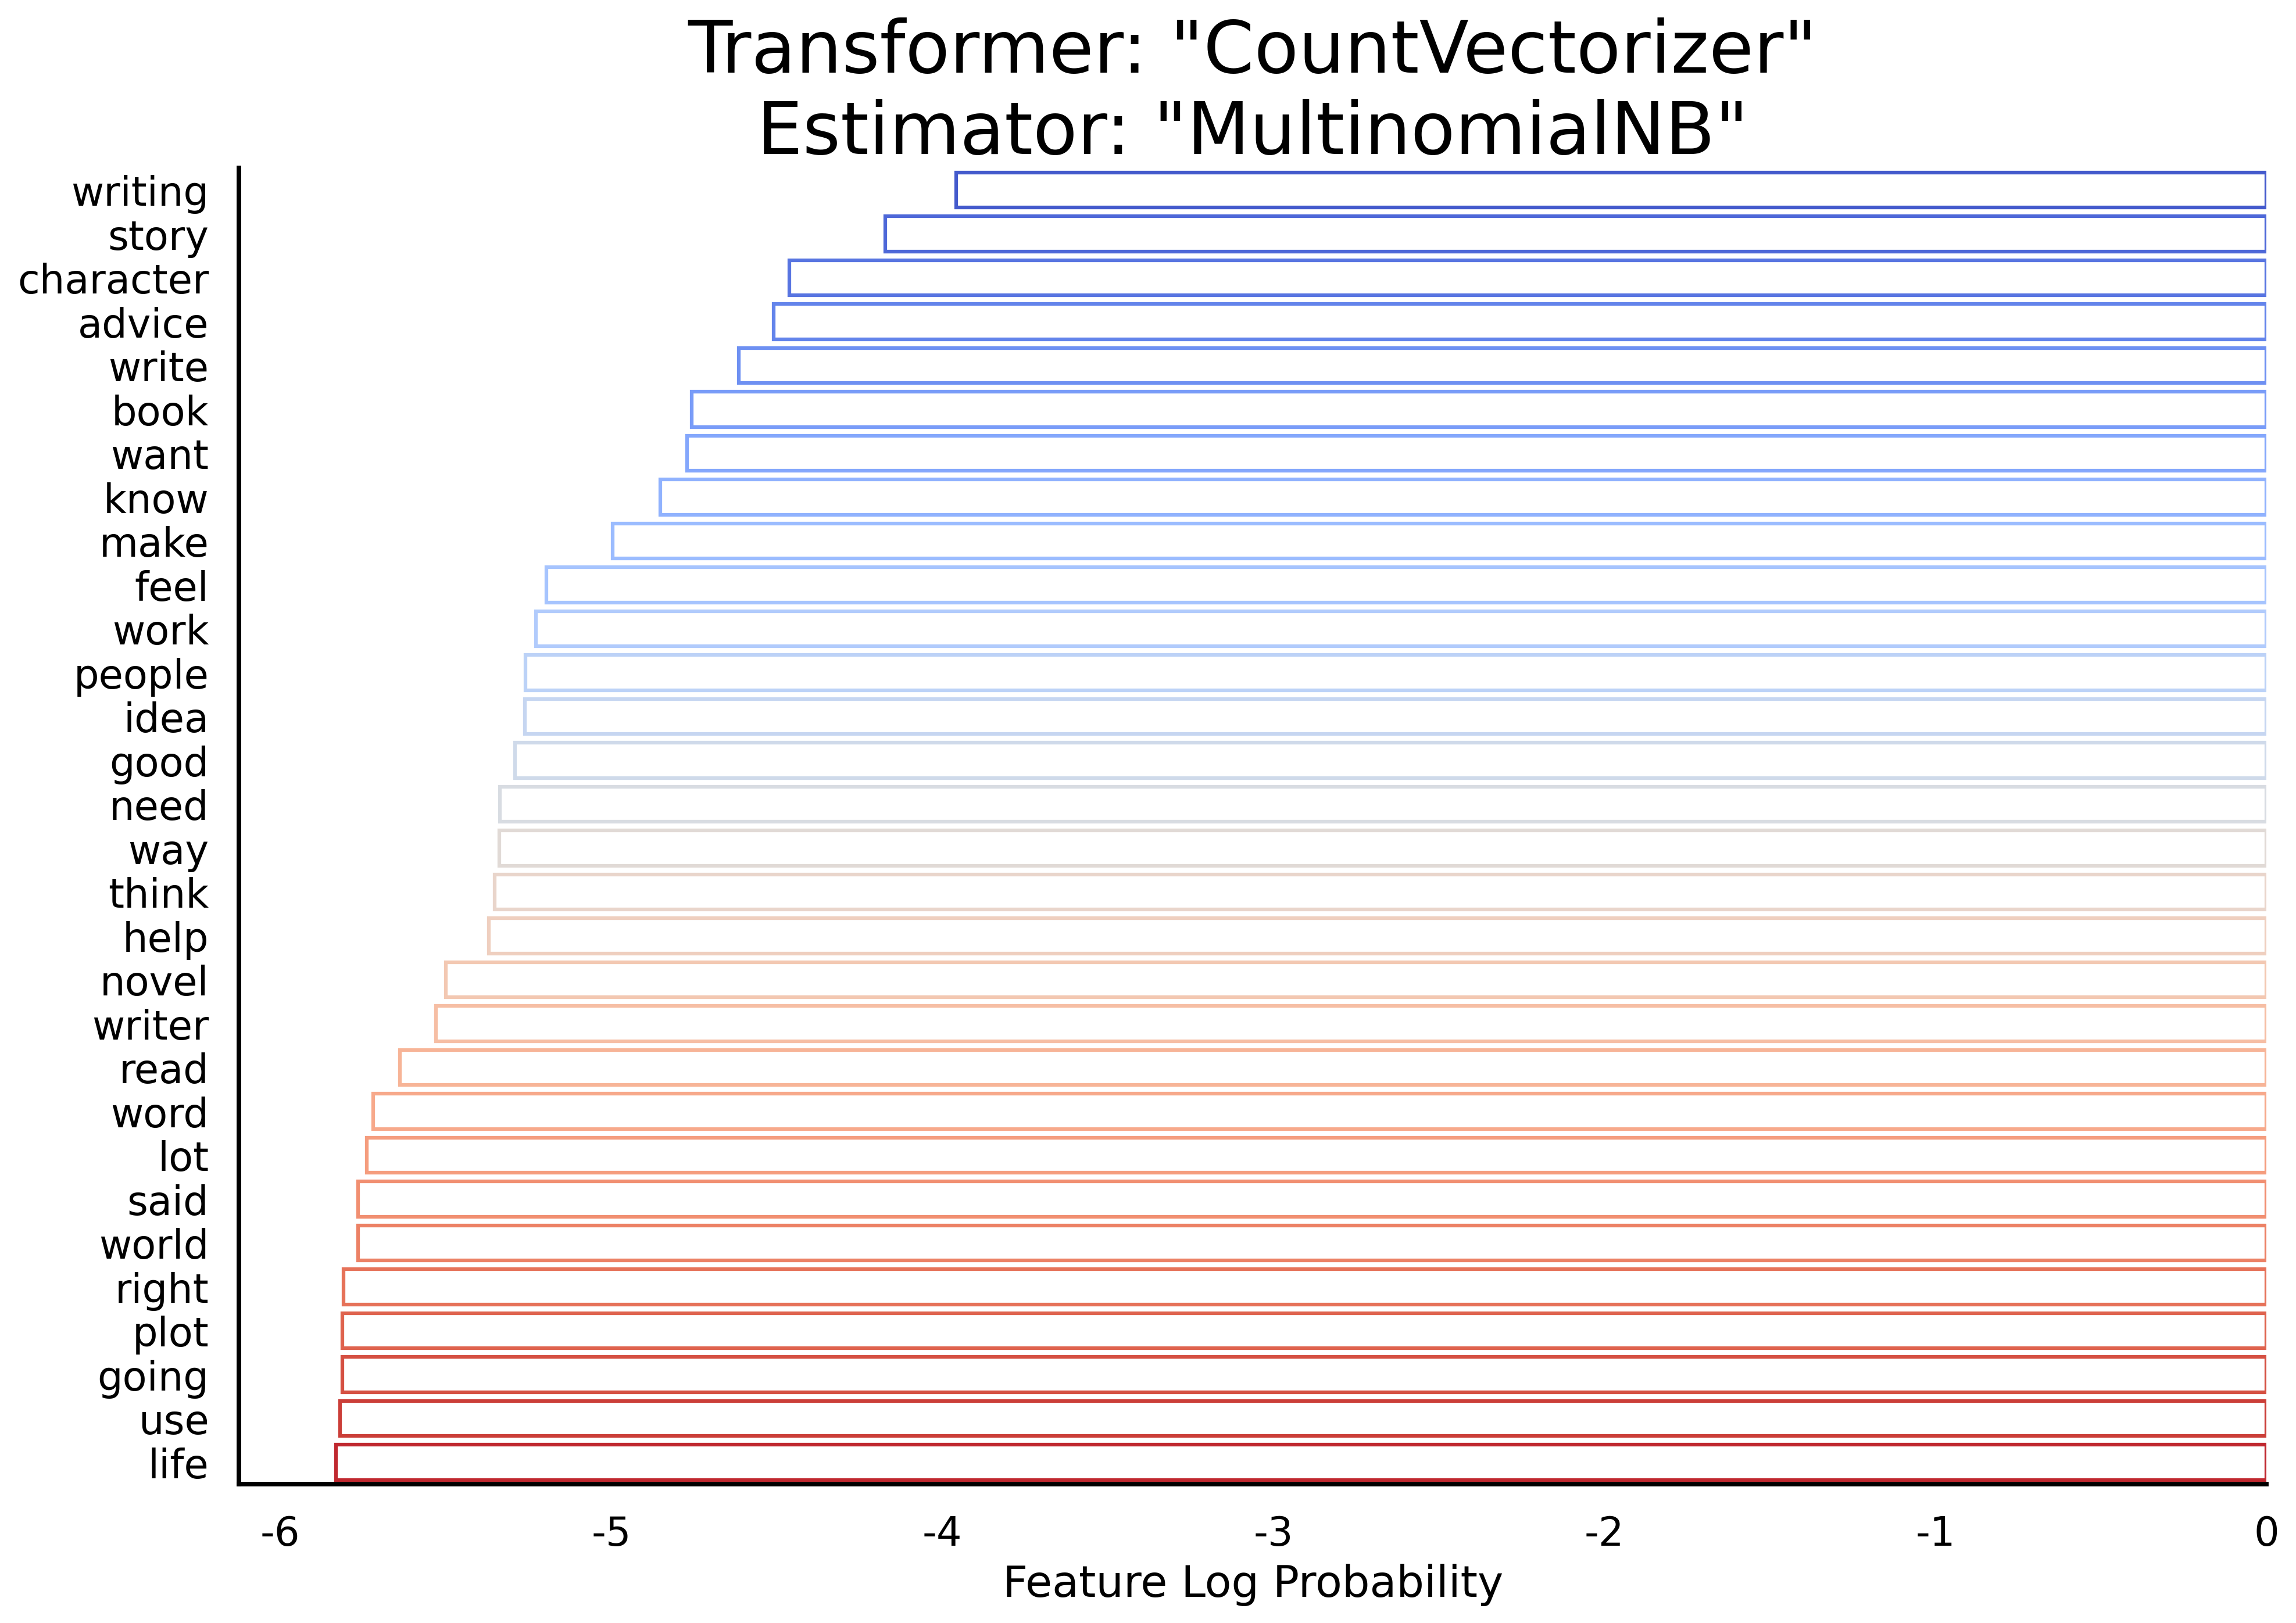 Transformer: "CountVectorizer"
Estimator: "MultinomialNB"
writing
story
character
advice
write
book
want
know
make
feel
work
people
idea
good
need
way
think
help
novel
writer
read
word
lot
said
world
right
plot
going
use
life
-6 -5 -4 -3 -2 -1 0
Feature Log Probability